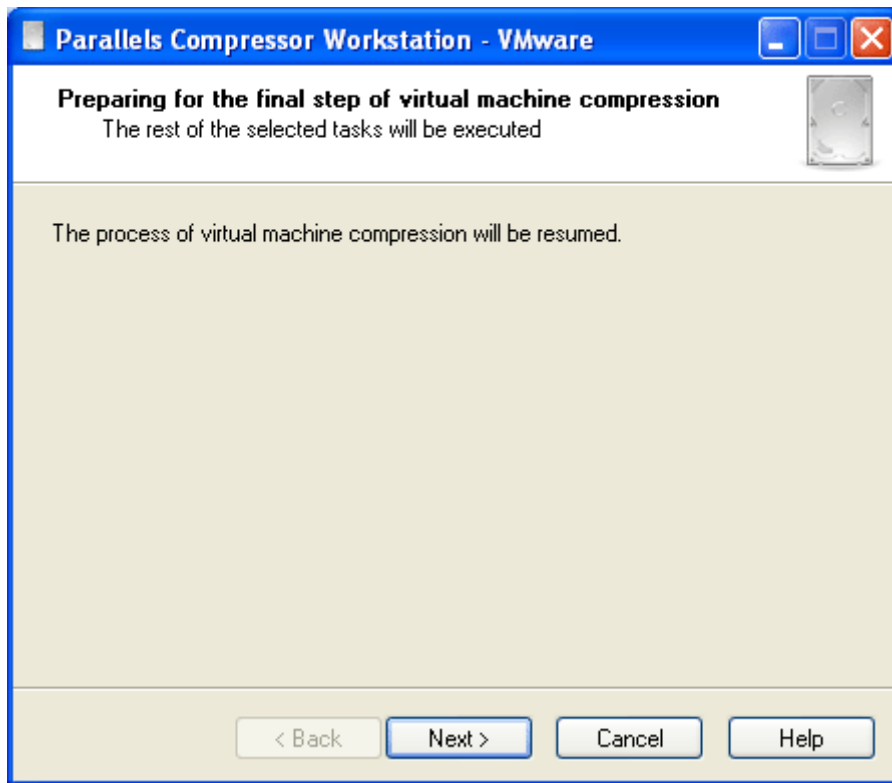 Parallels Compressor Workstation - VMware
Preparing for the final step of virtual machine compression
The rest of the selected tasks will be executed
The process of virtual machine compression will be resumed.
< Back
Next >
Cancel
Help